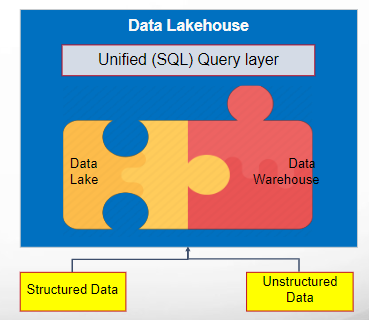 Data Lakehouse
Unified (SQL) Query layer
Data
Lake
Data
Warehouse
Structured Data
Unstructured
Data